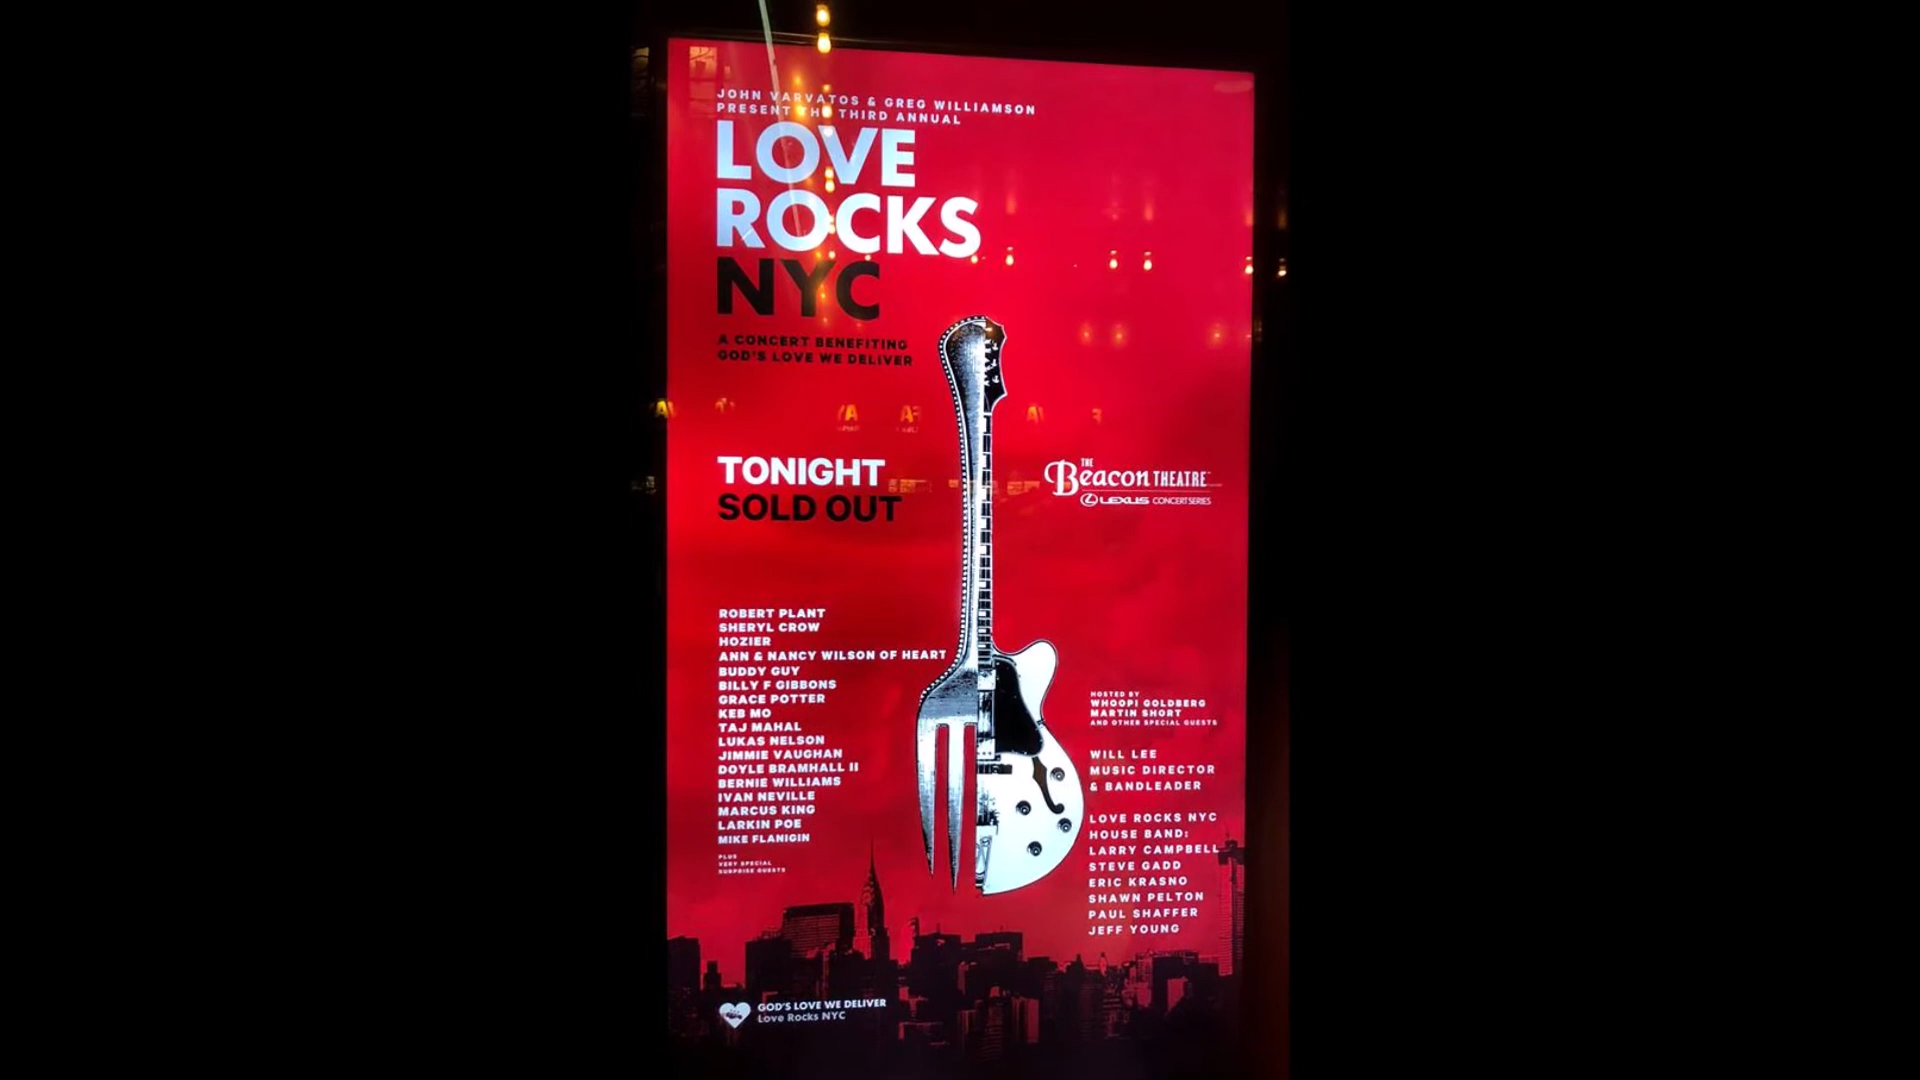 JOHN VARVATOS & GREG WILLIAMSON
PRESENT THE THIRD ANNUAL
LOVE
ROCKS
NYC
A CONCERT BENEFITING
GOD'S LOVE WE DELIVER
TONIGHT
SOLD OUT
THE
Beacon THEATRE
LEXUS CONCERT SERIES
ROBERT PLANT
SHERYL CROW
HOZIER
ANN & NANCY WILSON OF HEART
BUDDY GUY
BILLY F GIBBONS
GRACE POTTER
KEB MO
TAJ MAHAL
LUKAS NELSON
JIMMIE VAUGHAN
DOYLE BRAMHALL II
BERNIE WILLIAMS
IVAN NEVILLE
MARCUS KING
LARKIN POE
MIKE FLANIGIN
PLUS
VERY SPECIAL
SURPRISE GUESTS
HOSTED BY
WHOOPI GOLDBERG
MARTIN SHORT
AND OTHER SPECIAL GUESTS
WILL LEE
MUSIC DIRECTOR
& BANDLEADER
LOVE ROCKS NYC
HOUSE BAND:
LARRY CAMPBELL
STEVE GADD
ERIC KRASNO
SHAWN PELTON
PAUL SHAFFER
JEFF YOUNG
GOD'S LOVE WE DELIVER
Love Rocks NYC